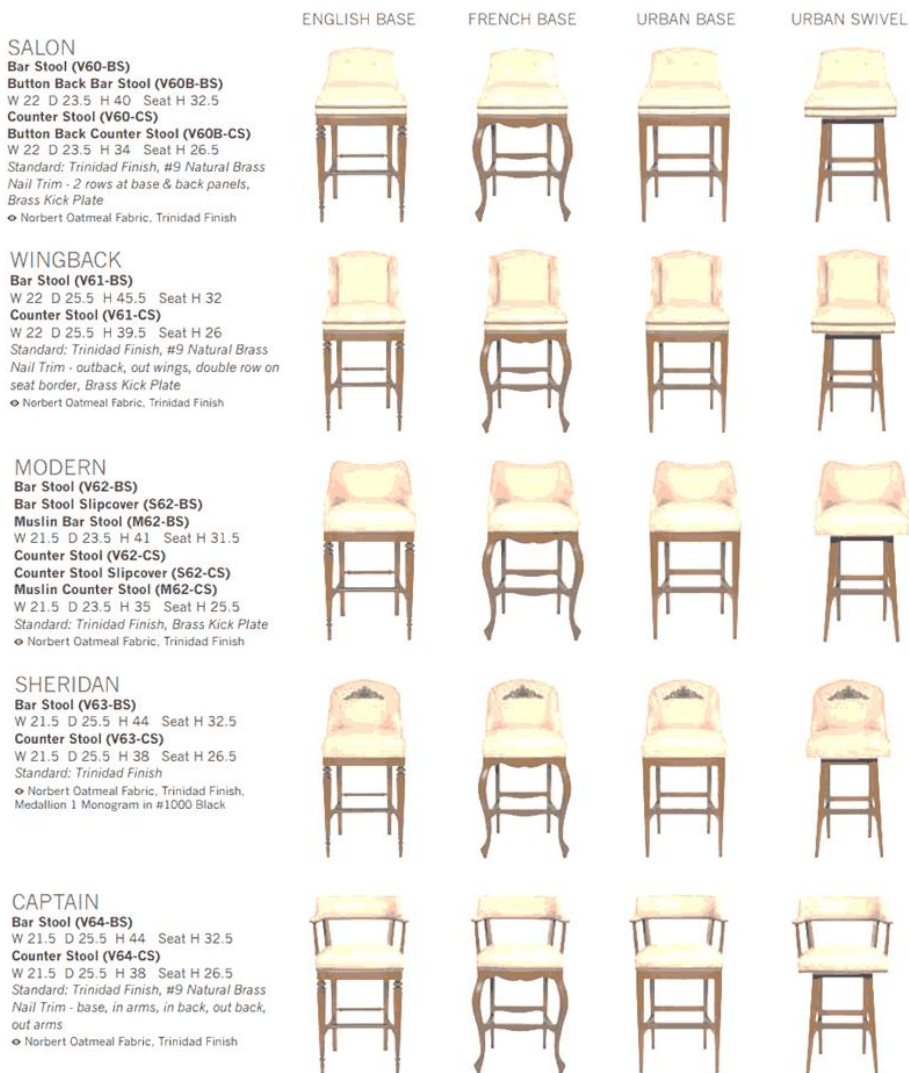 ENGLISH BASE FRENCH BASE URBAN BASE URBAN SWIVEL
SALON
Bar Stool (V60-BS)
Button Back Bar Stool (V60B-BS)
W 22 D 23.5 H 40 Seat H 32.5
Counter Stool (V60-CS)
Button Back Counter Stool (V60B-CS)
W 22 D 23.5 H 34 Seat H 26.5
Standard: Trinidad Finish, #9 Natural Brass
Nail Trim - 2 rows at base & back panels,
Brass Kick Plate
Norbert Oatmeal Fabric, Trinidad Finish
WINGBACK
Bar Stool (V61-BS)
W 22 D 25.5 H 45.5 Seat H 32
Counter Stool (V61-CS)
W 22 D 25.5 H 39.5 Seat H 26
Standard: Trinidad Finish, #9 Natural Brass
Nail Trim - outback, out wings, double row on
seat border, Brass Kick Plate
Norbert Oatmeal Fabric, Trinidad Finish
MODERN
Bar Stool (V62-BS)
Bar Stool Slipcover (S62-BS)
Muslin Bar Stool (M62-BS)
W 21.5 D 23.5 H 41 Seat H 31.5
Counter Stool (V62-CS)
Counter Stool Slipcover (S62-CS)
Muslin Counter Stool (M62-CS)
W 21.5 D 23.5 H 35 Seat H 25.5
Standard: Trinidad Finish, Brass Kick Plate
Norbert Oatmeal Fabric, Trinidad Finish
SHERIDAN
Bar Stool (V63-BS)
W 21.5 D 25.5 H 44 Seat H 32.5
Counter Stool (V63-CS)
W 21.5 D 25.5 H 38 Seat H 26.5
Standard: Trinidad Finish
Norbert Oatmeal Fabric, Trinidad Finish,
Medallion 1 Monogram in #1000 Black
CAPTAIN
Bar Stool (V64-BS)
W 21.5 D 25.5 H 44 Seat H 32.5
Counter Stool (V64-CS)
W 21.5 D 25.5 H 38 Seat H 26.5
Standard: Trinidad Finish, #9 Natural Brass
Nail Trim - base, in arms, in back, out back,
out arms
Norbert Oatmeal Fabric, Trinidad Finish